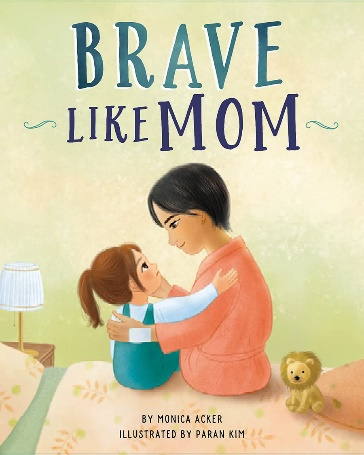 BRAVE
LIKE MOM
BY MONICA ACKER
ILLUSTRATED BY PARAN KIM